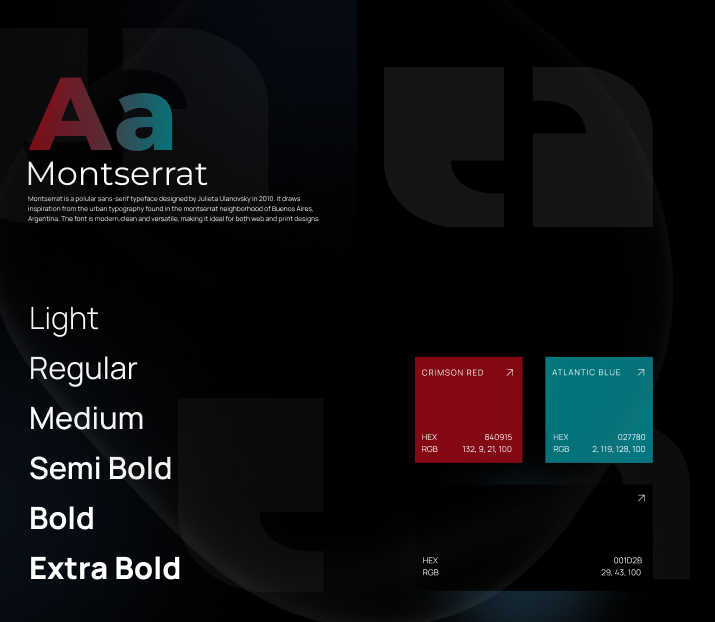 Aa
Montserrat
Montserrat is a polular sans-serif typeface designed by Julieta Ulanovsky in 2010. it draws
inspiration from the urban typography found in the montserrat neighborhood of Buenos Aires,
Argentina. The font is modern,clean and versatile, making it ideal for both web and print designs
Light
Regular
Medium
Semi Bold
Bold
Extra Bold
CRIMSON RED
HEX 840915
RGB 132, 9, 21, 100
ATLANTIC BLUE
HEX 027780
RGB 2, 119, 128, 100
HEX 001D2B
RGB 29, 43, 100